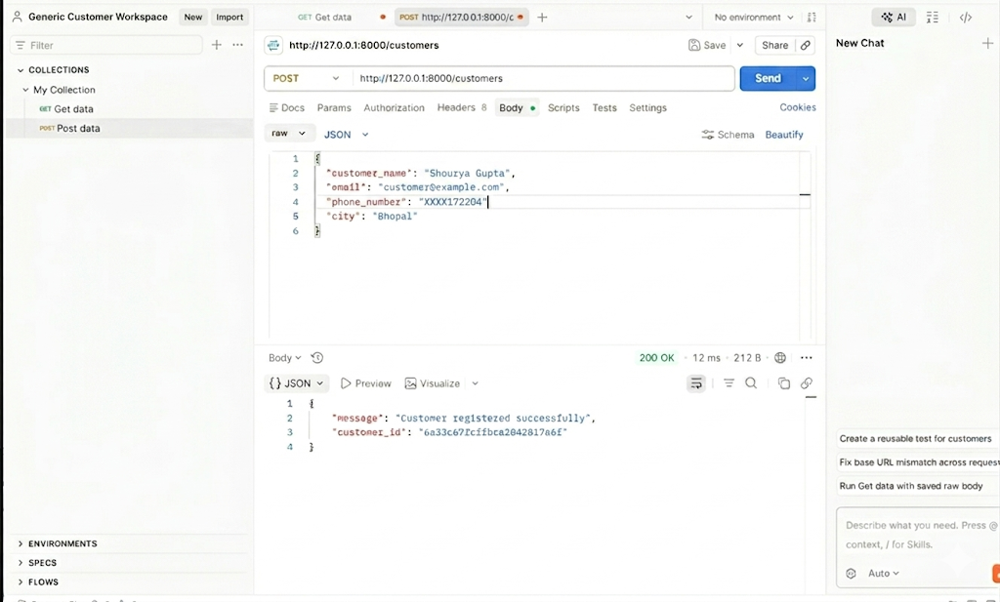 Generic Customer Workspace New Import
GET Get data POST http://127.0.0.1:8000/c No environment AI
Filter
http://127.0.0.1:8000/customers Save Share
New Chat
COLLECTIONS
My Collection
GET Get data
POST Post data
POST http://127.0.0.1:8000/customers Send
Docs Params Authorization Headers 8 Body Scripts Tests Settings Cookies
raw JSON Schema Beautify
1 {
2 "customer_name": "Shourya Gupta",
3 "email": "customer@example.com",
4 "phone_number": "XXXX172204"
5 "city": "Bhopal"
6 }
Body 200 OK 12 ms 212 B
{} JSON Preview Visualize
1 {
2 "message": "Customer registered successfully",
3 "customer_id":
4 }
Create a reusable test for customers
Fix base URL mismatch across reques
Run Get data with saved raw body
Describe what you need. Press @
context, / for Skills.
Auto
ENVIRONMENTS
SPECS
FLOWS